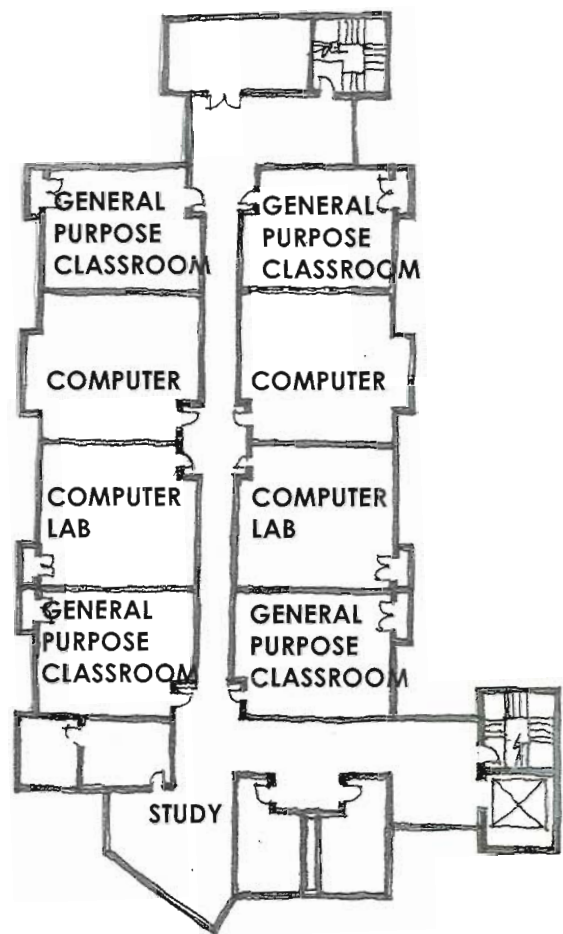 GENERAL
PURPOSE
CLASSROOM
GENERAL
PURPOSE
CLASSROOM
COMPUTER
COMPUTER
COMPUTER
LAB
COMPUTER
LAB
GENERAL
PURPOSE
CLASSROOM
GENERAL
PURPOSE
CLASSROOM
STUDY